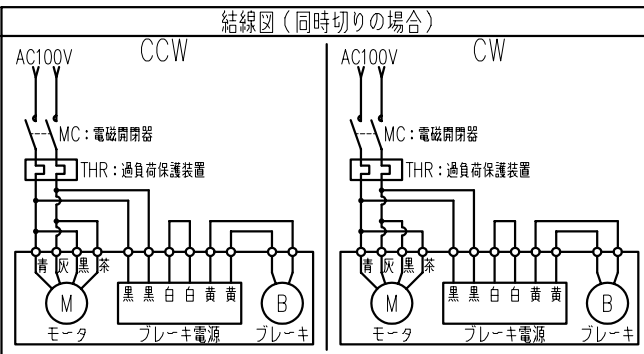 結線図(同時切りの場合)
CCW
AC100V
MC:電磁開閉器
THR:過負荷保護装置
青 灰 黒 茶
M
モータ
黒 黒 白 白 黄 黄
ブレーキ電源
B
ブレーキ
CW
AC100V
MC:電磁開閉器
THR:過負荷保護装置
青 灰 黒 茶
M
モータ
黒 黒 白 白 黄 黄
ブレーキ電源
B
ブレーキ